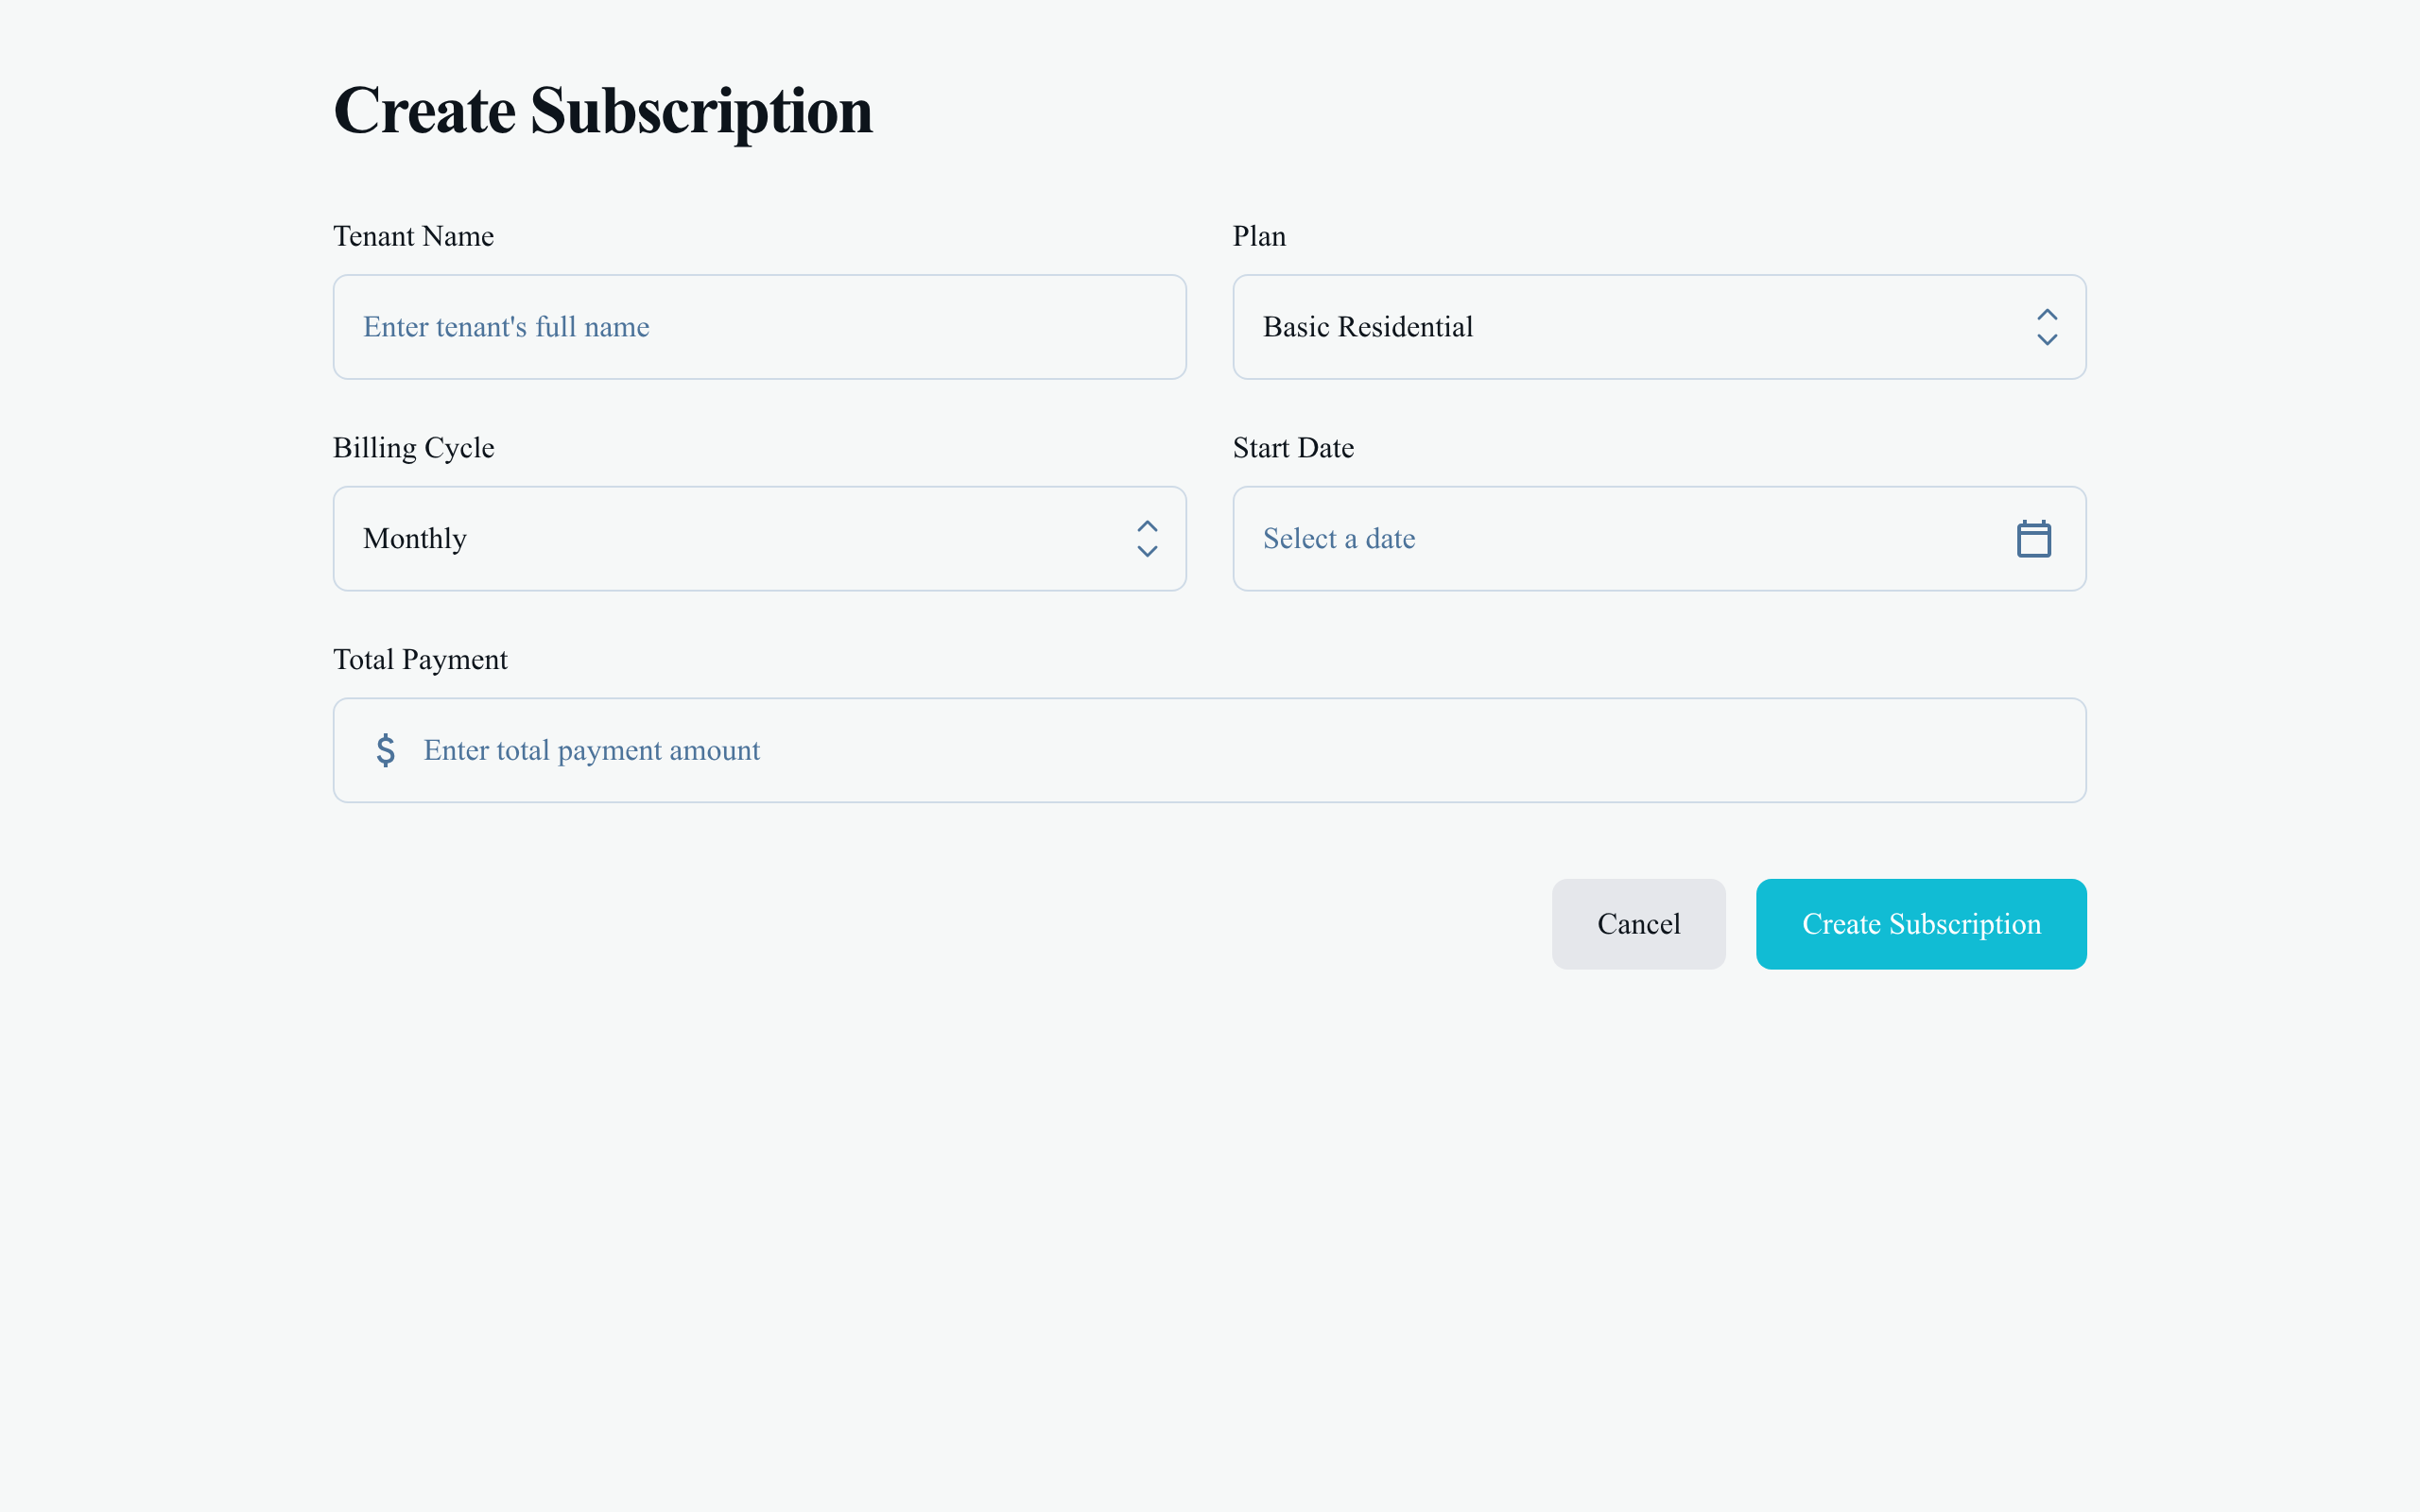 Create Subscription
Tenant Name
Enter tenant's full name
Plan
Basic Residential
Billing Cycle
Monthly
Start Date
Select a date
Total Payment
$ Enter total payment amount
Cancel
Create Subscription